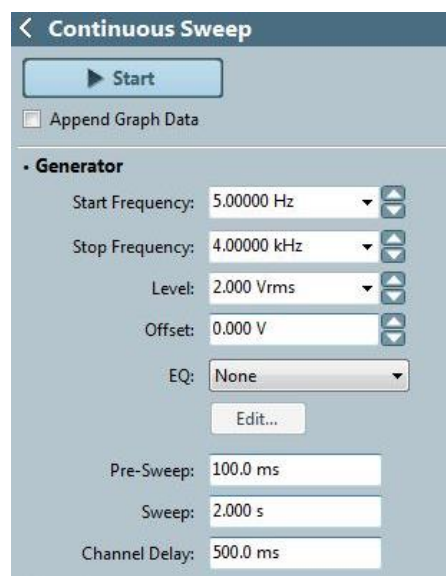 Continuous Sweep
Start
Append Graph Data
Generator
Start Frequency: 5.00000 Hz
Stop Frequency: 4.00000 kHz
Level: 2.000 Vrms
Offset: 0.000 V
EQ: None
Edit...
Pre-Sweep: 100.0 ms
Sweep: 2.000 s
Channel Delay: 500.0 ms